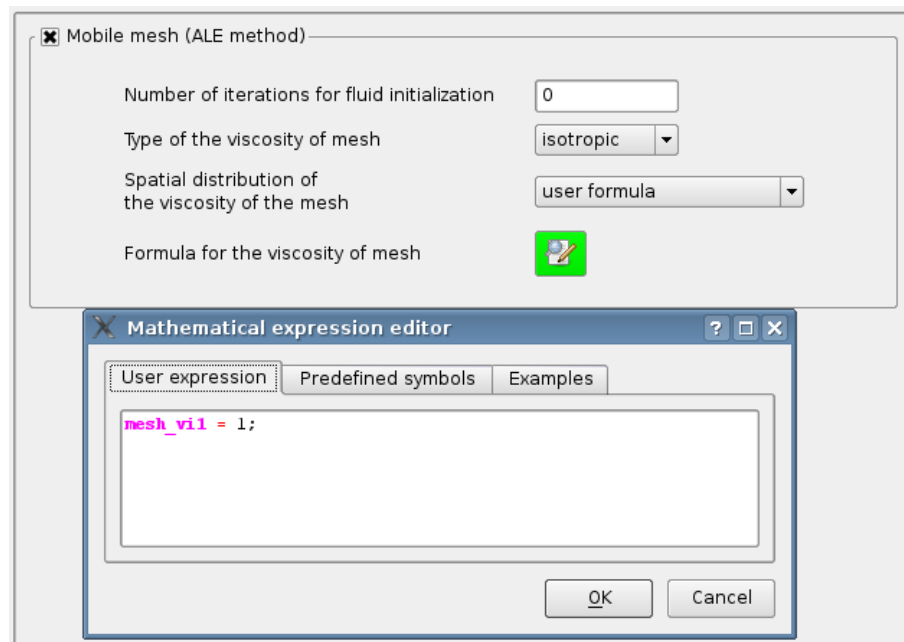 Mobile mesh (ALE method)
Number of iterations for fluid initialization
0
Type of the viscosity of mesh
isotropic
Spatial distribution of
the viscosity of the mesh
user formula
Formula for the viscosity of mesh
Mathematical expression editor
User expression
Predefined symbols
Examples
mesh_vi1 = 1;
OK
Cancel